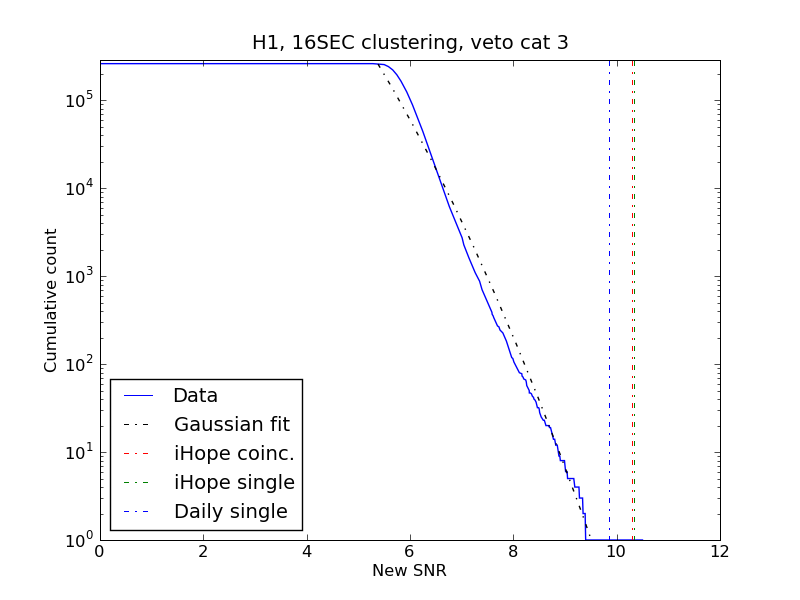 H1, 16SEC clustering, veto cat 3
Cumulative count
10^5
10^4
10^3
10^2
10^1
10^0
Data
Gaussian fit
iHope coinc.
iHope single
Daily single
0 2 4 6 8 10 12
New SNR